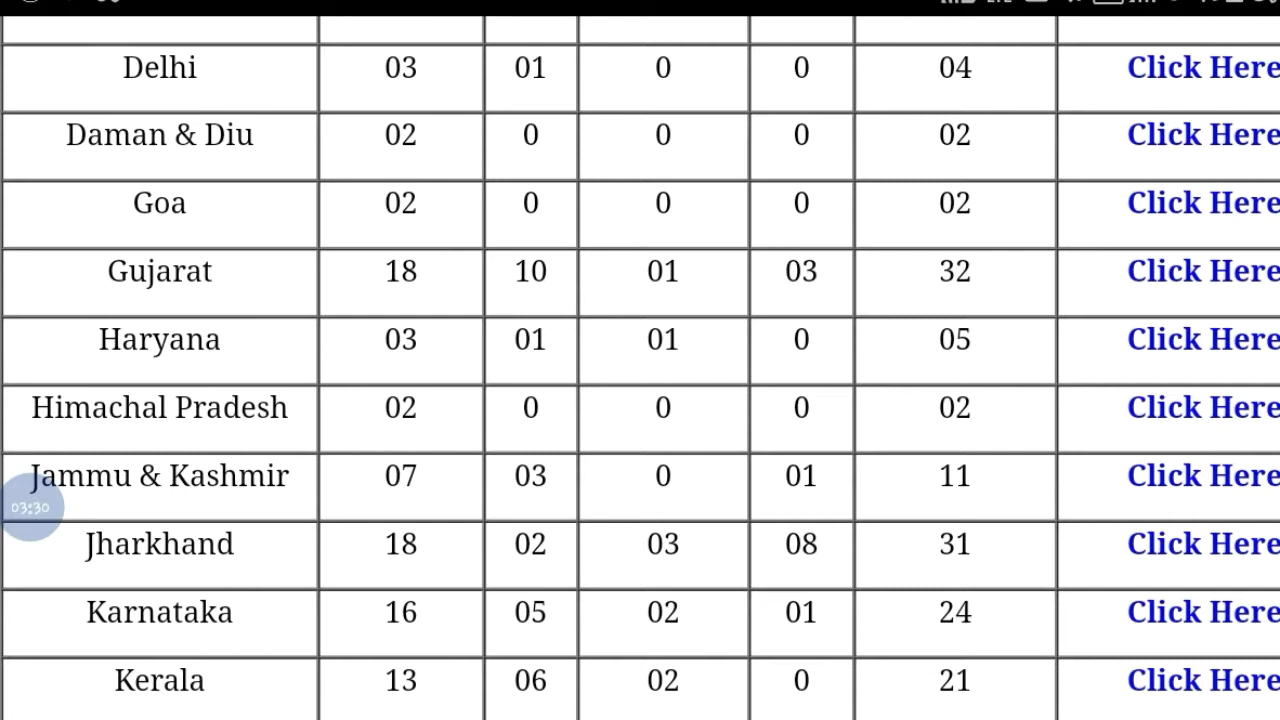 Delhi 03 01 0 0 04 Click Here
Daman & Diu 02 0 0 0 02 Click Here
Goa 02 0 0 0 02 Click Here
Gujarat 18 10 01 03 32 Click Here
Haryana 03 01 01 0 05 Click Here
Himachal Pradesh 02 0 0 0 02 Click Here
Jammu & Kashmir 07 03 0 01 11 Click Here
03:30
Jharkhand 18 02 03 08 31 Click Here
Karnataka 16 05 02 01 24 Click Here
Kerala 13 06 02 0 21 Click Here